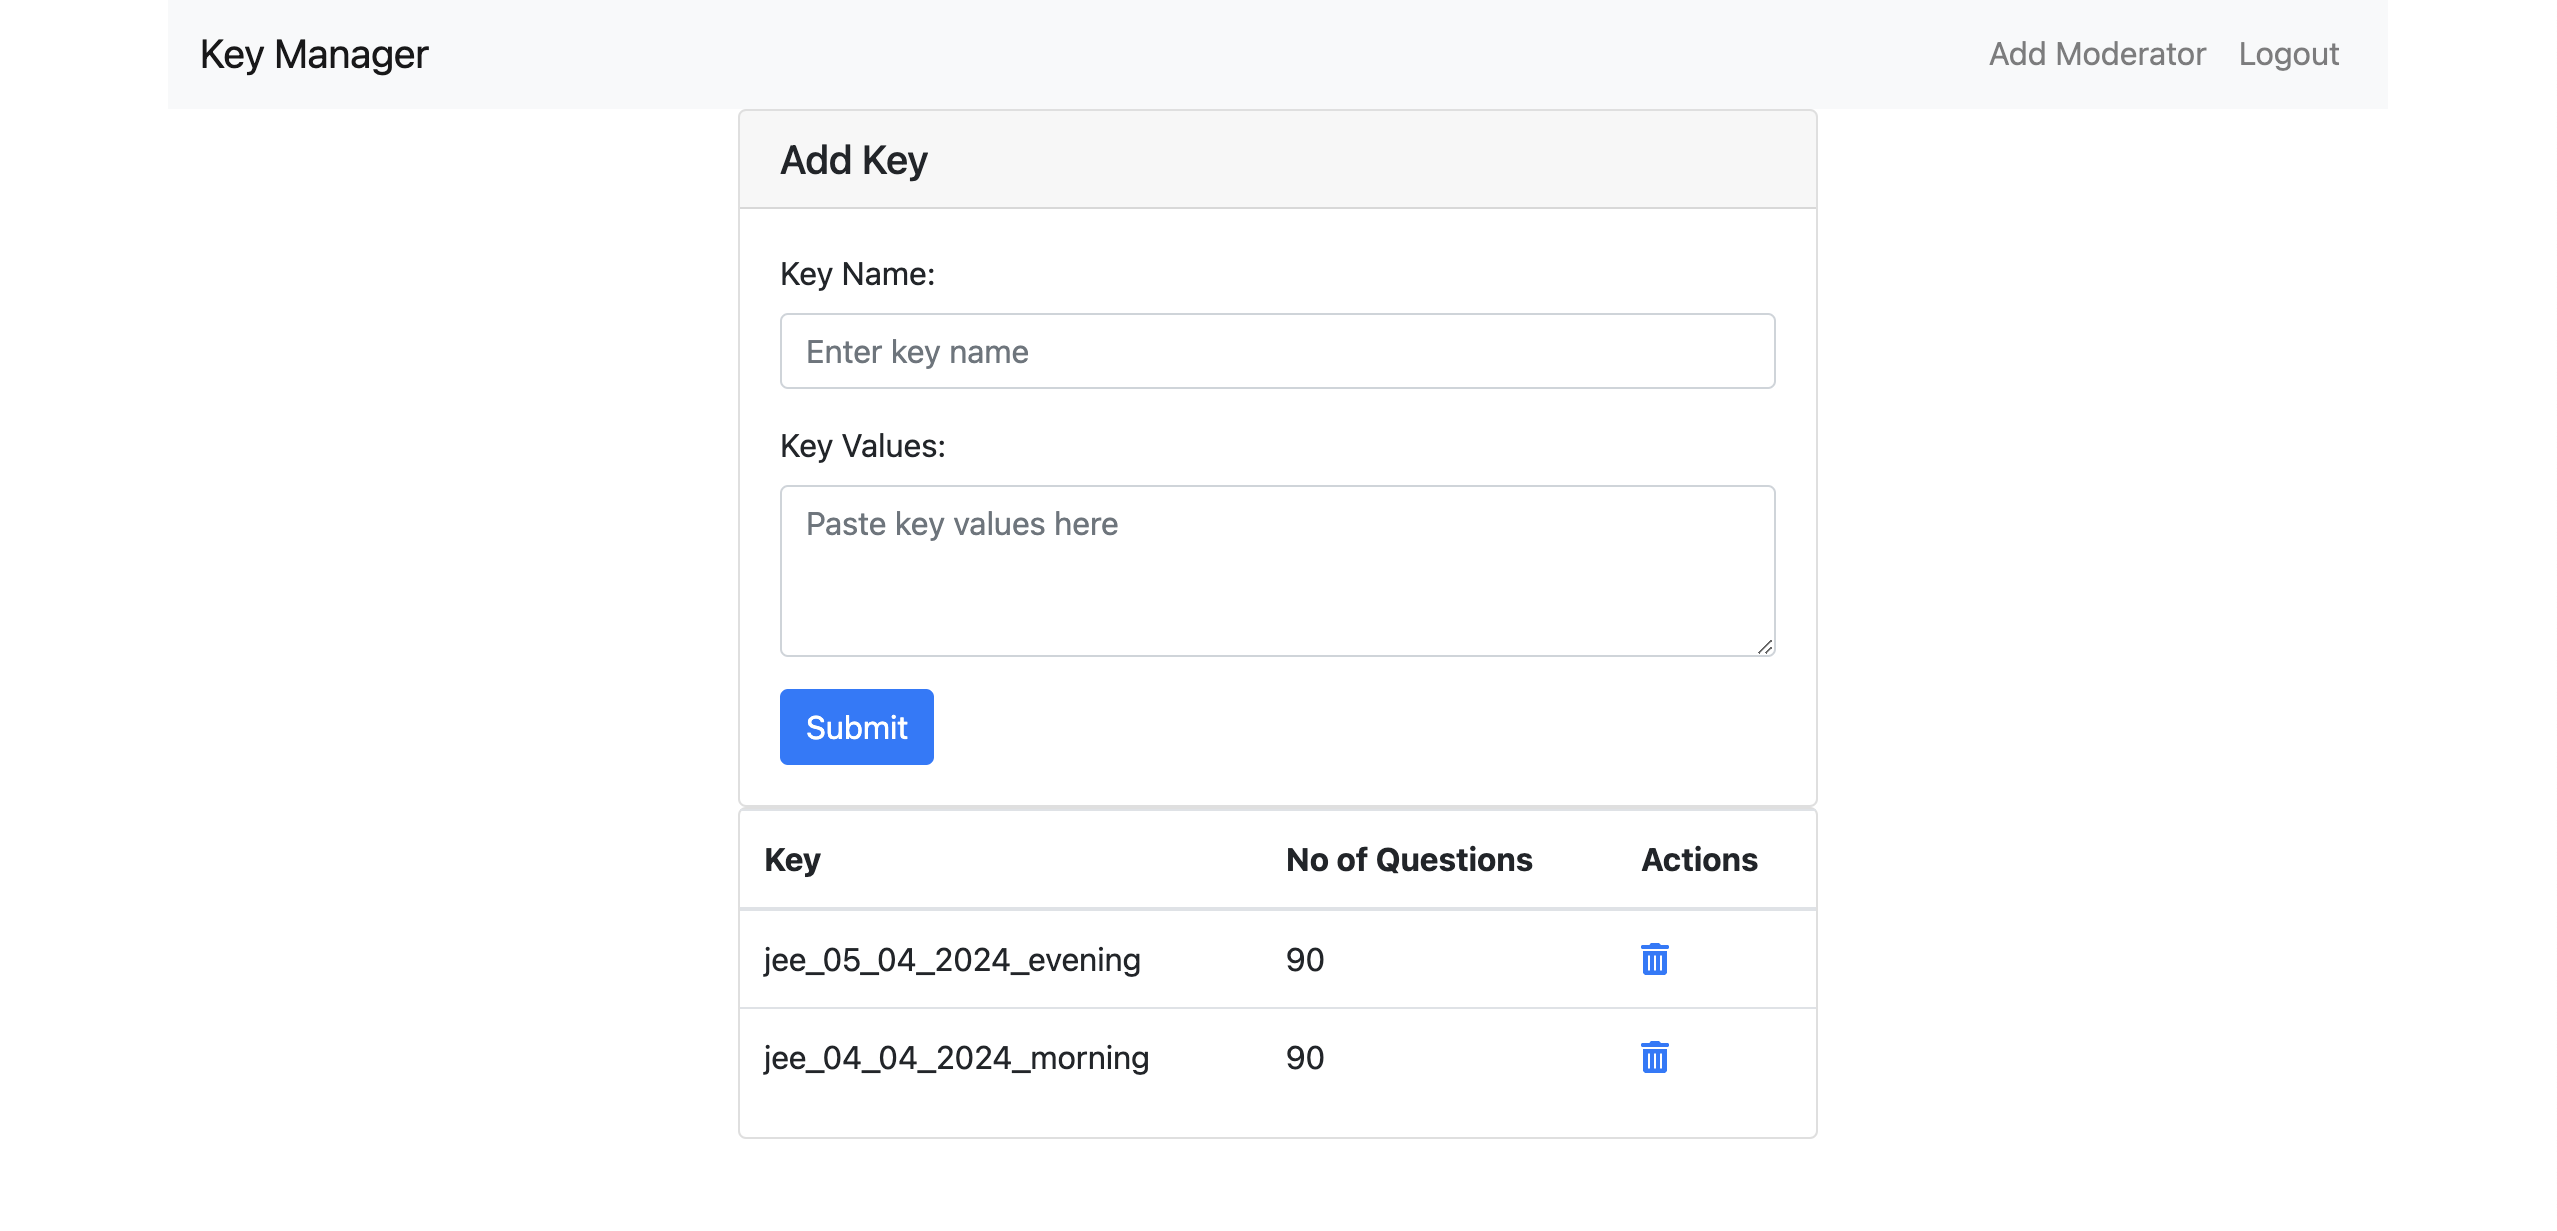 Key Manager Add Moderator Logout
Add Key
Key Name:
Enter key name
Key Values:
Paste key values here
Submit
Key No of Questions Actions
jee_05_04_2024_evening 90
jee_04_04_2024_morning 90